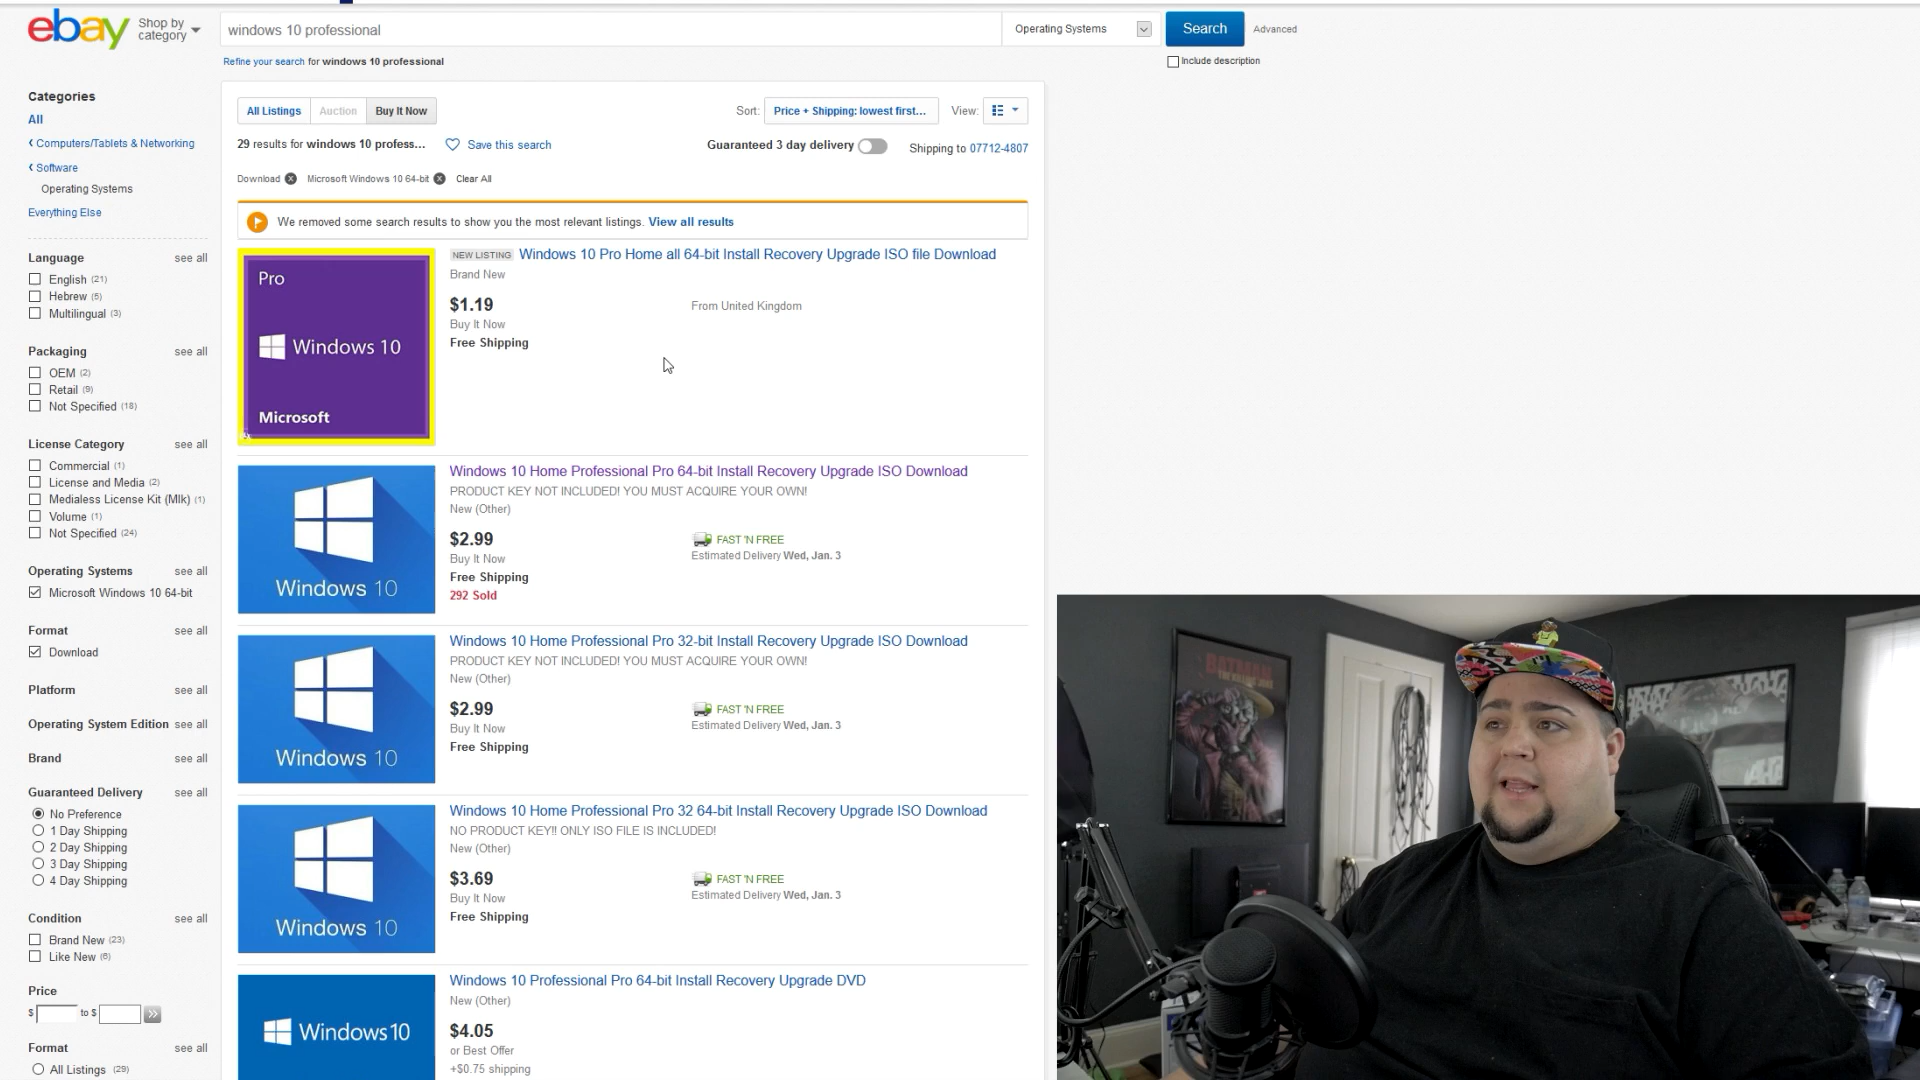 ebay
Shop by category
windows 10 professional
Operating Systems
Search
Advanced
Refine your search for windows 10 professional
Include description
Categories
All
Computers/Tablets & Networking
Software
Operating Systems
Everything Else
Language see all
English (21)
Hebrew (5)
Multilingual (3)
Packaging see all
OEM (2)
Retail (9)
Not Specified (18)
License Category see all
Commercial (1)
License and Media (2)
Medialess License Kit (Mlk) (1)
Volume (1)
Not Specified (24)
Operating Systems see all
Microsoft Windows 10 64-bit
Format see all
Download
Platform see all
Operating System Edition see all
Brand see all
Guaranteed Delivery see all
No Preference
1 Day Shipping
2 Day Shipping
3 Day Shipping
4 Day Shipping
Condition see all
Brand New (23)
Like New (6)
Price
$ to $
Format see all
All Listings (29)
All Listings Auction Buy It Now
Sort: Price + Shipping: lowest first... View:
29 results for windows 10 profess... Save this search
Guaranteed 3 day delivery Shipping to 07712-4807
Download Microsoft Windows 10 64-bit Clear All
We removed some search results to show you the most relevant listings. View all results
Pro
Windows 10
Microsoft
NEW LISTING Windows 10 Pro Home all 64-bit Install Recovery Upgrade ISO file Download
Brand New
$1.19 From United Kingdom
Buy It Now
Free Shipping
Windows 10
Windows 10 Home Professional Pro 64-bit Install Recovery Upgrade ISO Download
PRODUCT KEY NOT INCLUDED! YOU MUST ACQUIRE YOUR OWN!
New (Other)
$2.99 FAST 'N FREE
Buy It Now Estimated Delivery Wed, Jan. 3
Free Shipping
292 Sold
Windows 10
Windows 10 Home Professional Pro 32-bit Install Recovery Upgrade ISO Download
PRODUCT KEY NOT INCLUDED! YOU MUST ACQUIRE YOUR OWN!
New (Other)
$2.99 FAST 'N FREE
Buy It Now Estimated Delivery Wed, Jan. 3
Free Shipping
Windows 10
Windows 10 Home Professional Pro 32 64-bit Install Recovery Upgrade ISO Download
NO PRODUCT KEY!! ONLY ISO FILE IS INCLUDED!
New (Other)
$3.69 FAST 'N FREE
Buy It Now Estimated Delivery Wed, Jan. 3
Free Shipping
Windows 10
Windows 10 Professional Pro 64-bit Install Recovery Upgrade DVD
New (Other)
$4.05
or Best Offer
+$0.75 shipping
BATMAN